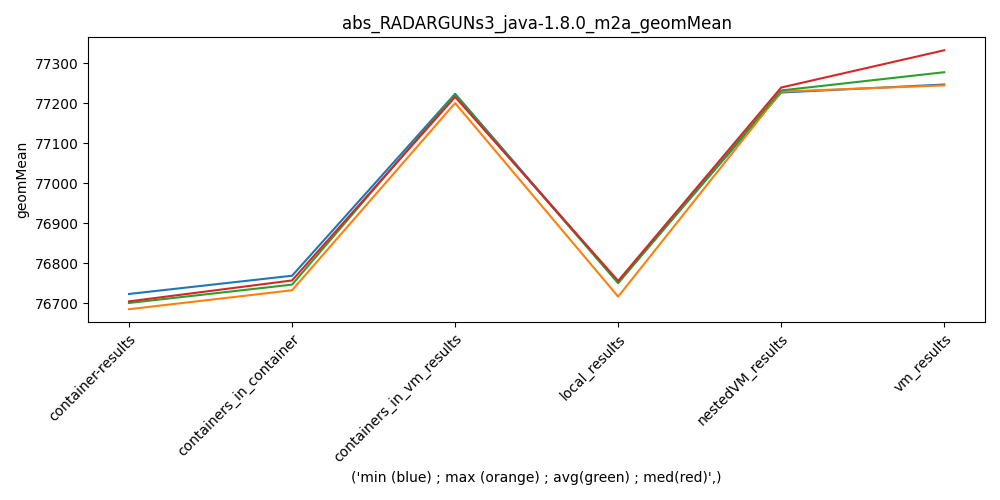 abs_RADARGUNs3_java-1.8.0_m2a_geomMean
geomMean
77300
77200
77100
77000
76900
76800
76700
container-results
containers_in_container
containers_in_vm_results
local_results
nestedVM_results
vm_results
('min (blue) ; max (orange) ; avg(green) ; med(red)',)